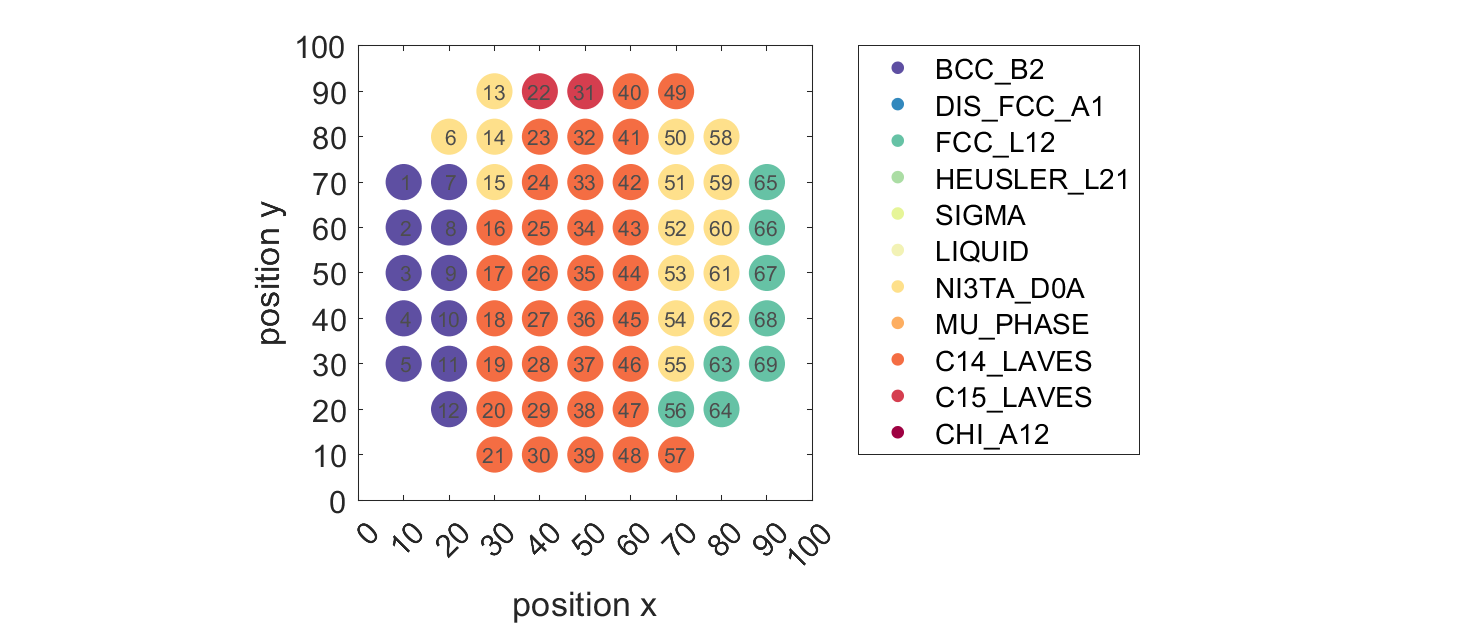 100
90
80
70
60
50
40
30
20
10
0
position y
13 22 31 40 49
6 14 23 32 41 50 58
1 7 15 24 33 42 51 59 65
2 8 16 25 34 43 52 60 66
3 9 17 26 35 44 53 61 67
4 10 18 27 36 45 54 62 68
5 11 19 28 37 46 55 63 69
12 20 29 38 47 56 64
21 30 39 48 57
0 10 20 30 40 50 60 70 80 90 100
position x
BCC_B2
DIS_FCC_A1
FCC_L12
HEUSLER_L21
SIGMA
LIQUID
NI3TA_D0A
MU_PHASE
C14_LAVES
C15_LAVES
CHI_A12